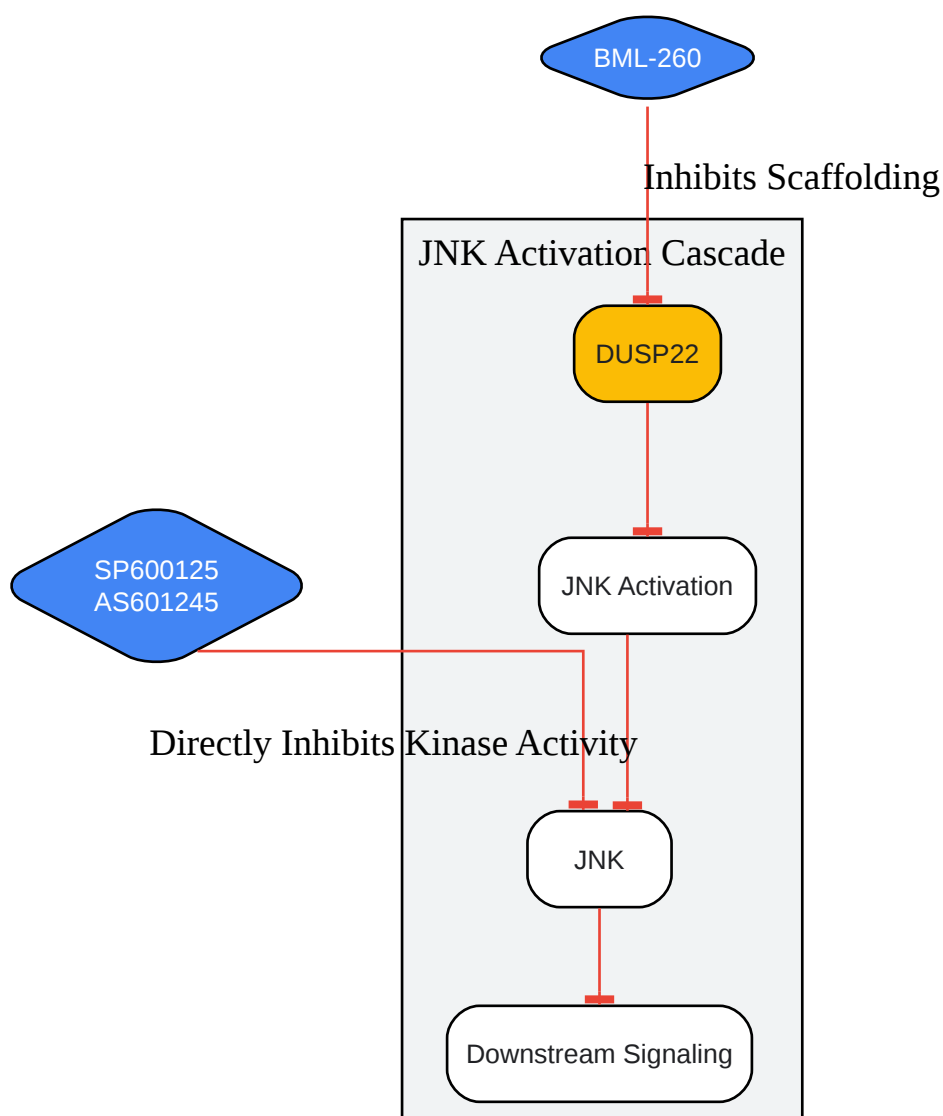 BML-260
Inhibits Scaffolding
JNK Activation Cascade
DUSP22
SP600125
AS601245
JNK Activation
Directly Inhibits Kinase Activity
JNK
Downstream Signaling